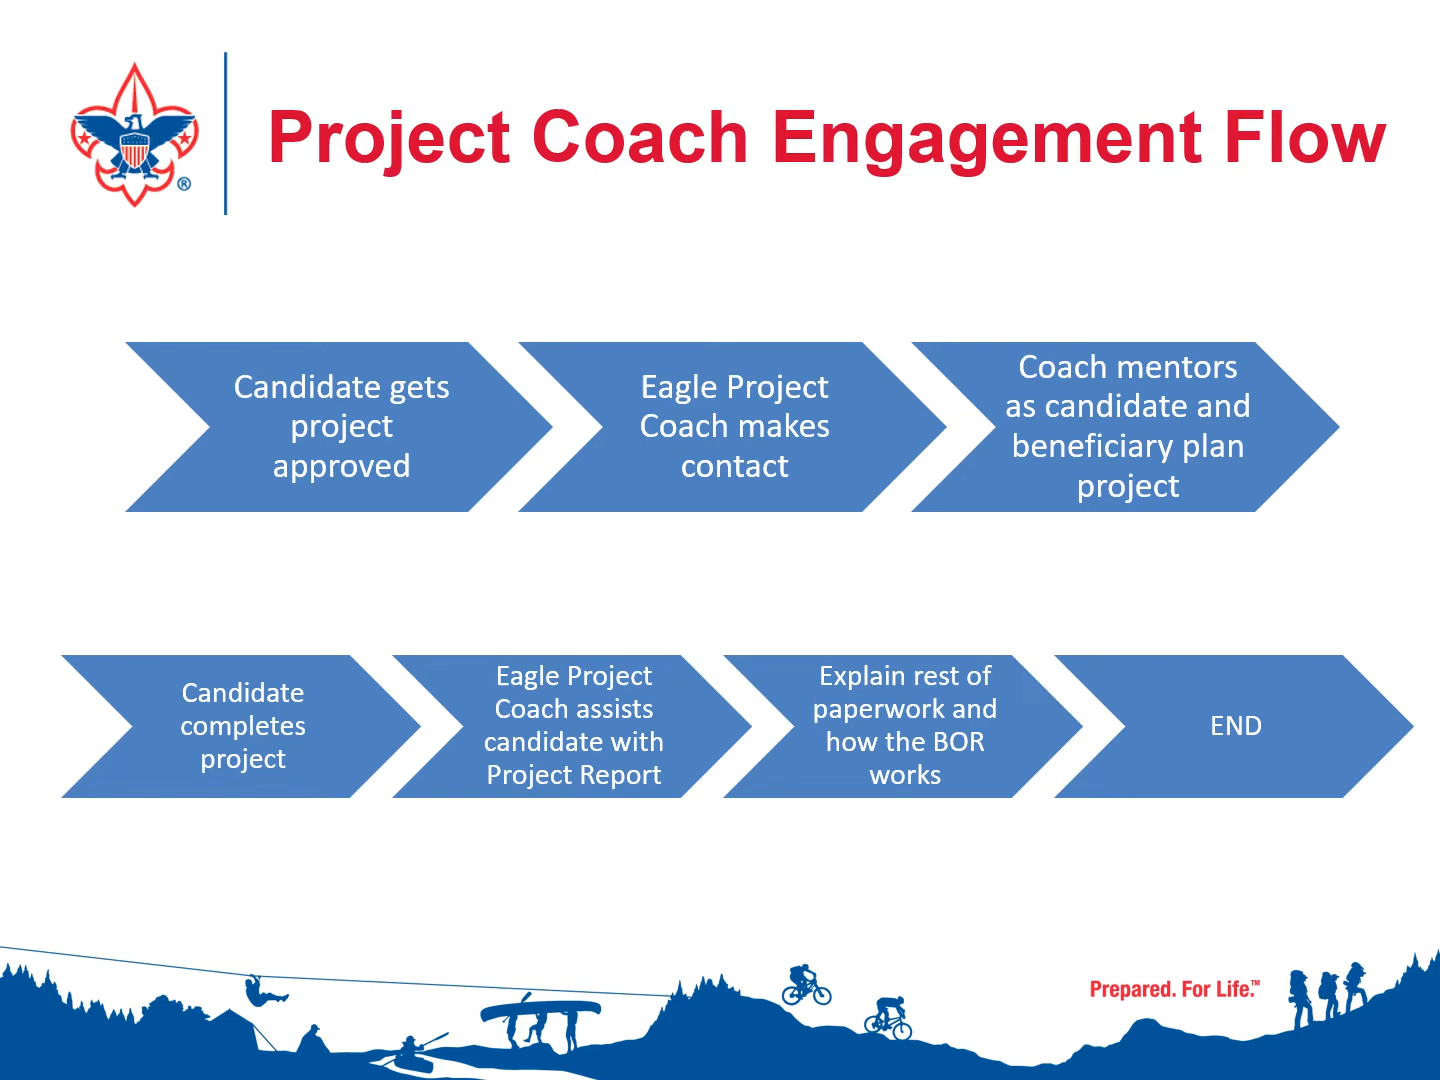 Project Coach Engagement Flow
®
Candidate gets
project
approved
Eagle Project
Coach makes
contact
Coach mentors
as candidate and
beneficiary plan
project
Candidate
completes
project
Eagle Project
Coach assists
candidate with
Project Report
Explain rest of
paperwork and
how the BOR
works
END
Prepared. For Life.™